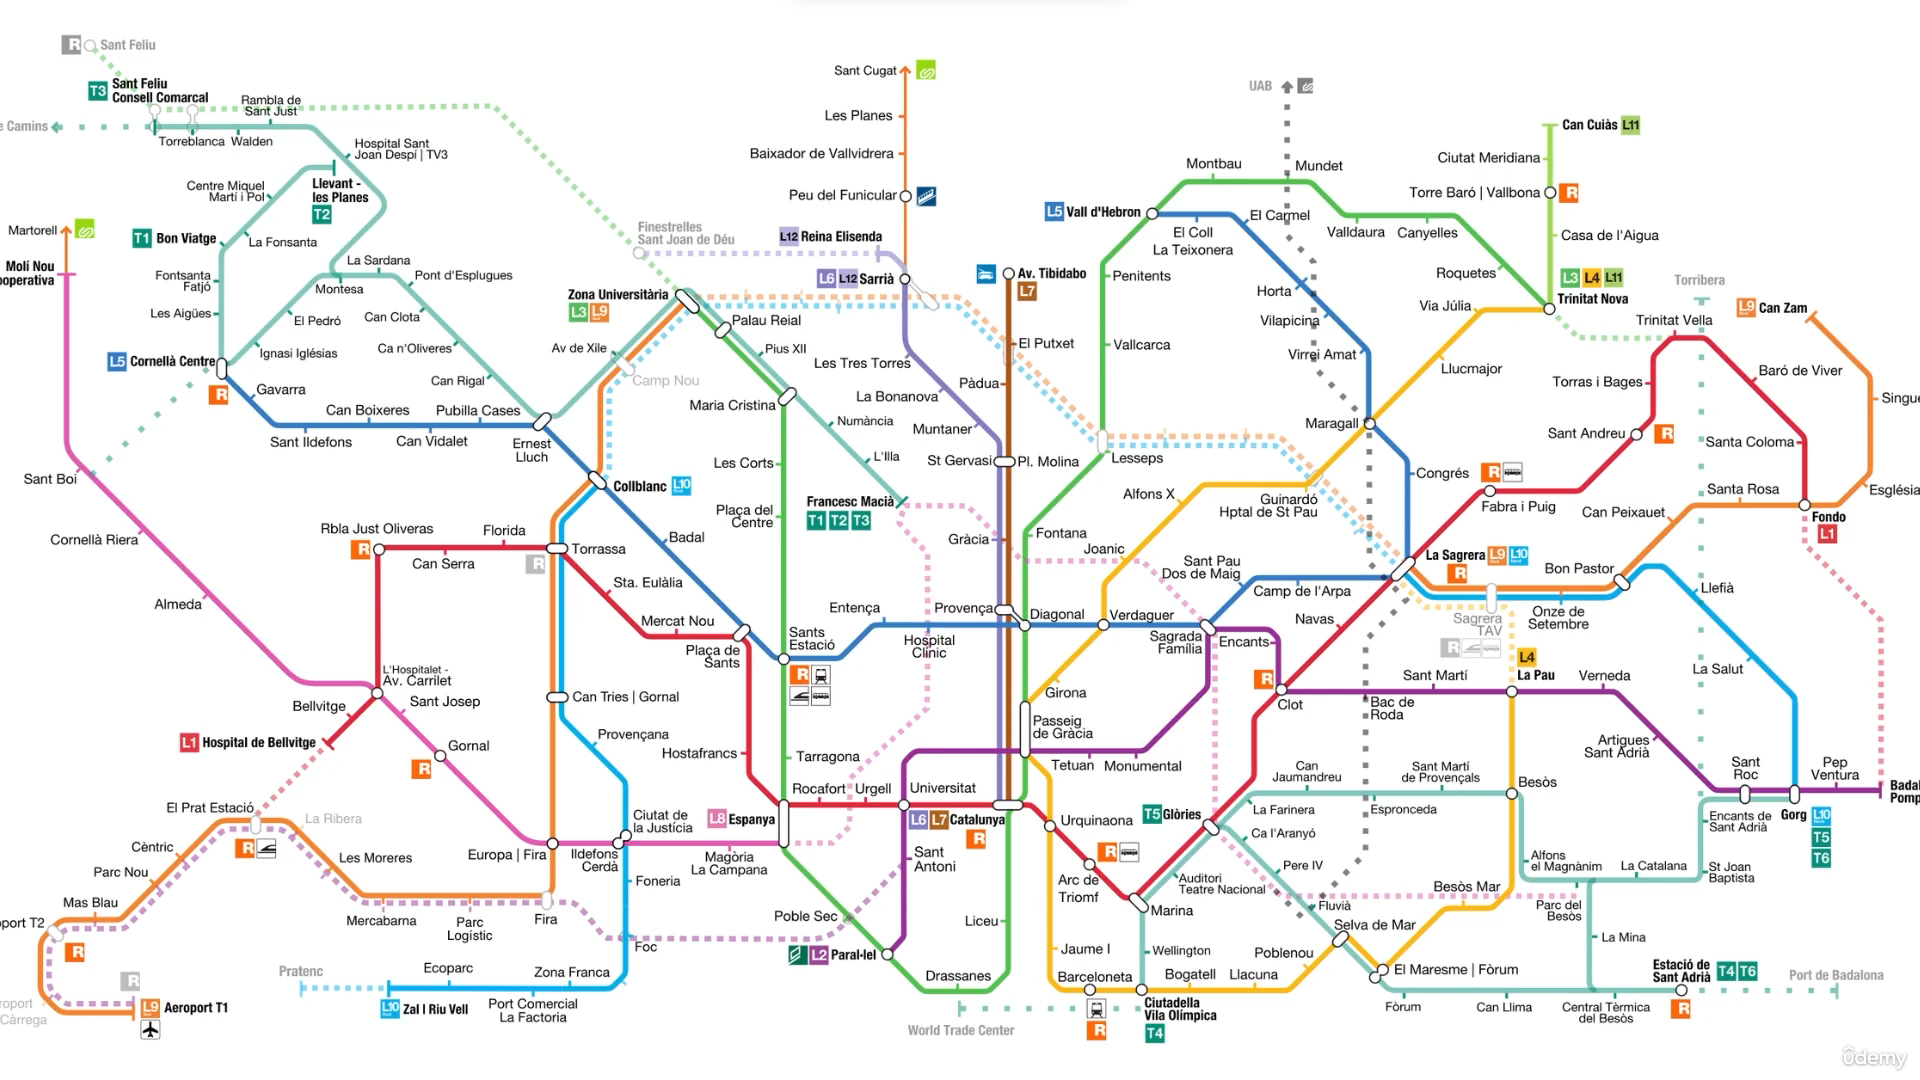 R Sant Feliu
T3 Sant Feliu
Consell Comarcal
Rambla de
Sant Just
e Camins
Torreblanca Walden
Hospital Sant
Joan Despí | TV3
Centre Miquel
Martí i Pol
Llevant -
les Planes
T2
Martorell
T1 Bon Viatge
La Fonsanta
Molí Nou
ooperativa
Fontsanta
Fatjó
La Sardana
Pont d'Esplugues
Montesa
Les Aigües
El Pedró
Can Clota
Ignasi Iglésias
Ca n'Oliveres
L5 Cornellà Centre
R
Gavarra
Can Rigal
Can Boixeres
Pubilla Cases
Sant Ildefons
Can Vidalet
Ernest
Lluch
Sant Boi
Cornellà Riera
Almeda
Sant Cugat
Les Planes
Baixador de Vallvidrera
Peu del Funicular
Finestrelles
Sant Joan de Déu
L12 Reina Elisenda
L6 L12 Sarrià
Zona Universitària
L3 L9
Palau Reial
Av de Xile
Pius XII
Camp Nou
Les Tres Torres
Maria Cristina
La Bonanova
Numància
Muntaner
L'Illa
Les Corts
St Gervasi
Pl. Molina
Collblanc L10
Francesc Macià
T1 T2 T3
Plaça del
Centre
Gràcia
Av. Tibidabo
L7
El Putxet
Pàdua
UAB
Montbau
Mundet
L5 Vall d'Hebron
El Coll
La Teixonera
El Carmel
Valldaura
Canyelles
Penitents
Horta
Roquetes
Vilapicina
Vallcarca
Virrei Amat
Via Júlia
Can Cuiàs L11
Ciutat Meridiana
Torre Baró | Vallbona R
Casa de l'Aigua
L3 L4 L11
Trinitat Nova
Torribera
Trinitat Vella
L9 Can Zam
Llucmajor
Torras i Bages
Baró de Viver
Singue
Maragall
Sant Andreu R
Santa Coloma
Lesseps
Congrés
R
Alfons X
Guinardó
Hptal de St Pau
Fabra i Puig
Santa Rosa
Església
Can Peixauet
Fondo
L1
Fontana
Joanic
Sant Pau
Dos de Maig
La Sagrera L9 L10
R
Bon Pastor
Camp de l'Arpa
Onze de
Setembre
Llefià
Sagrera
TAV
R
Rbla Just Oliveras
R
Florida
Can Serra
Torrassa
R
Badal
Sta. Eulàlia
Mercat Nou
Plaça de
Sants
Sants
Estació
R
Entença
Hospital
Clínic
Provença
Diagonal
Verdaguer
Sagrada
Família
Encants
Navas
L4
La Pau
Sant Martí
Verneda
La Salut
L'Hospitalet -
Av. Carrilet
Sant Josep
Bellvitge
L1 Hospital de Bellvitge
Gornal
R
Can Tries | Gornal
Provençana
Hostafrancs
Tarragona
Girona
Passeig
de Gràcia
Tetuan
Monumental
R
Clot
Bac de
Roda
Can
Jaumandreu
Sant Martí
de Provençals
Besòs
Artigues
Sant Adrià
Sant
Roc
Pep
Ventura
Badal
Pomp
Gorg L10
T5
T6
El Prat Estació
R
La Ribera
Cèntric
Les Moreres
Parc Nou
Mas Blau
Mercabarna
Parc
Logístic
Fira
Europa | Fira
Ildefons
Cerdà
Ciutat de
la Justícia
L8 Espanya
Magòria
La Campana
Foneria
Foc
Rocafort
Urgell
Universitat
L6 L7 Catalunya
R
Sant
Antoni
Urquinaona
R
Arc de
Triomf
T5 Glòries
La Farinera
Espronceda
Ca l'Aranyó
Pere IV
Auditori
Teatre Nacional
Marina
Fluvià
Encants de
Sant Adrià
Alfons
el Magnànim
La Catalana
St Joan
Baptista
Besòs Mar
Parc del
Besòs
La Mina
Poble Sec
L2 Paral·lel
Liceu
Drassanes
Jaume I
Wellington
Poblenou
Selva de Mar
Barceloneta
R
Bogatell
Llacuna
Ciutadella
Vila Olímpica
T4
World Trade Center
El Maresme | Fòrum
Fòrum
Can Llima
Central Tèrmica
del Besòs
Estació de
Sant Adrià T4 T6
R
Port de Badalona
oport T2
R
R
roport
Càrrega
L9 Aeroport T1
Pratenc
Ecoparc
Zona Franca
L10 Zal | Riu Vell
Port Comercial
La Factoria
ûdemy